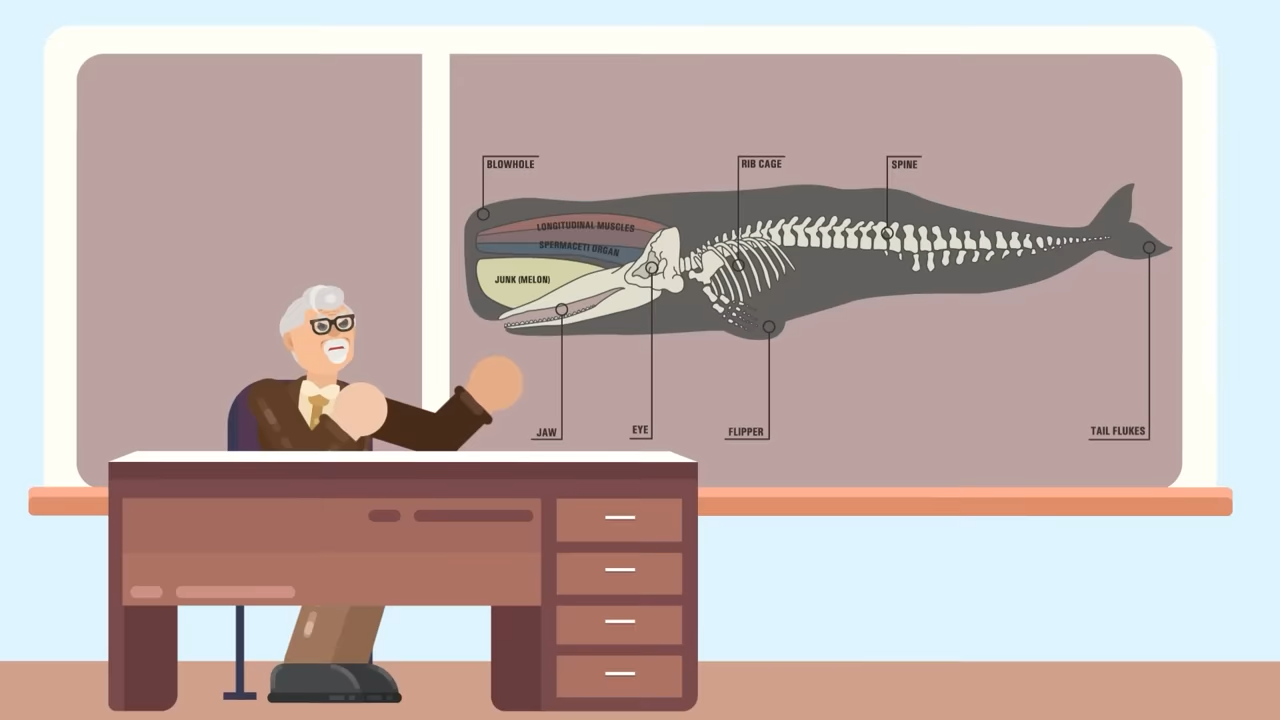 BLOWHOLE
RIB CAGE
SPINE
LONGITUDINAL MUSCLES
SPERMACETI ORGAN
JUNK (MELON)
JAW
EYE
FLIPPER
TAIL FLUKES